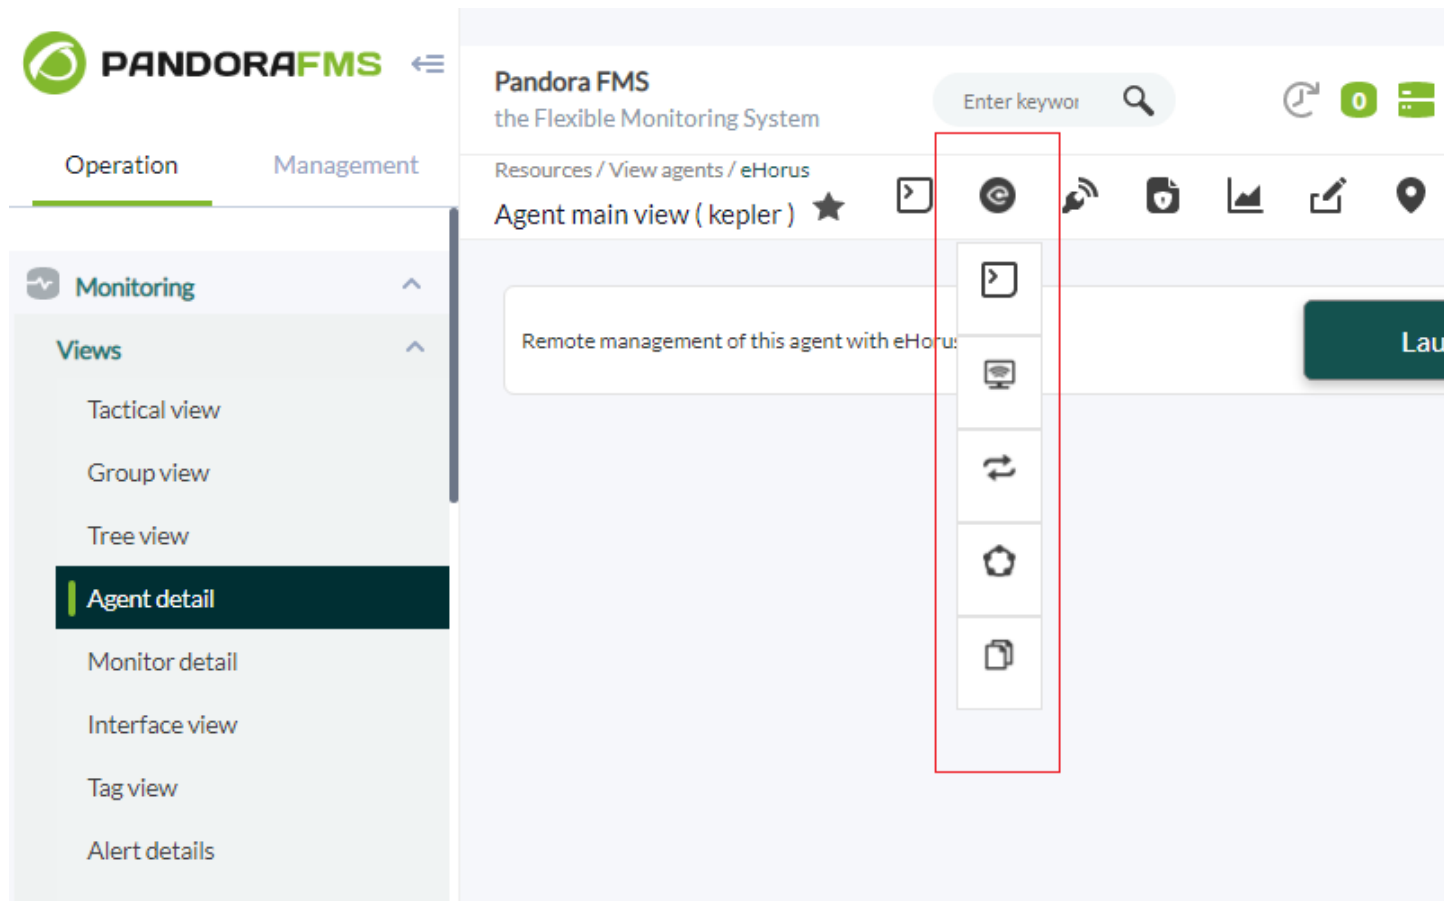 PANDORAFMS
Operation
Management
Monitoring
Views
Tactical view
Group view
Tree view
Agent detail
Monitor detail
Interface view
Tag view
Alert details
Pandora FMS
the Flexible Monitoring System
Enter keywor
0
Resources / View agents / eHorus
Agent main view ( kepler )
Remote management of this agent with eHorus
Lau